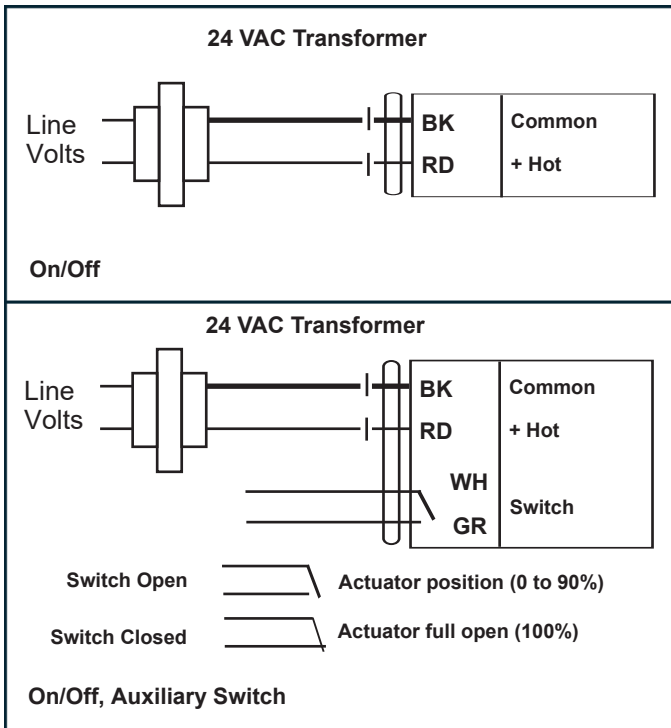 24 VAC Transformer
Line
Volts
BK
Common
RD
+ Hot
On/Off
24 VAC Transformer
Line
Volts
BK
Common
RD
+ Hot
WH
GR
Switch
Switch Open
Actuator position (0 to 90%)
Switch Closed
Actuator full open (100%)
On/Off, Auxiliary Switch